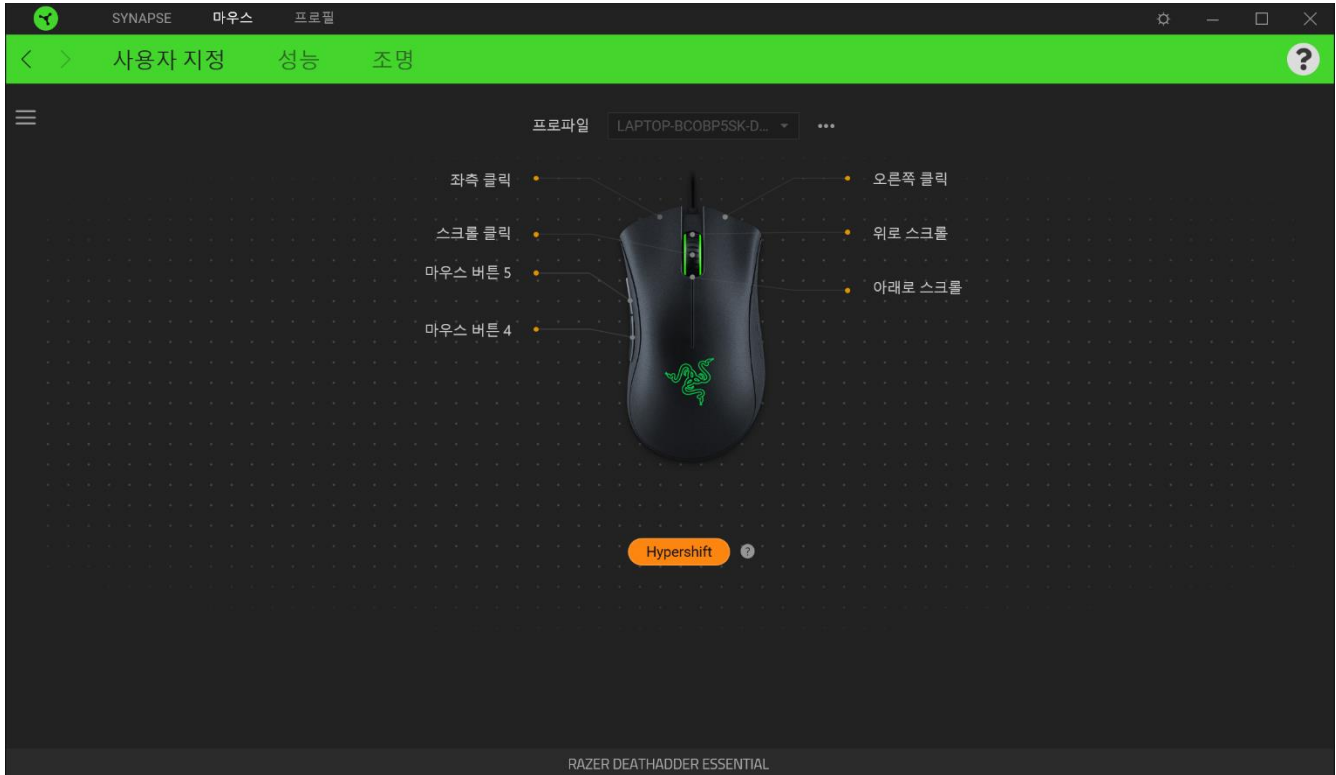 SYNAPSE 마우스 프로필
사용자 지정 성능 조명
?
프로파일 LAPTOP-BCOBP5SK-D... •••
좌측 클릭 오른쪽 클릭
스크롤 클릭 위로 스크롤
마우스 버튼 5
아래로 스크롤
마우스 버튼 4
Hypershift ?
RAZER DEATHADDER ESSENTIAL